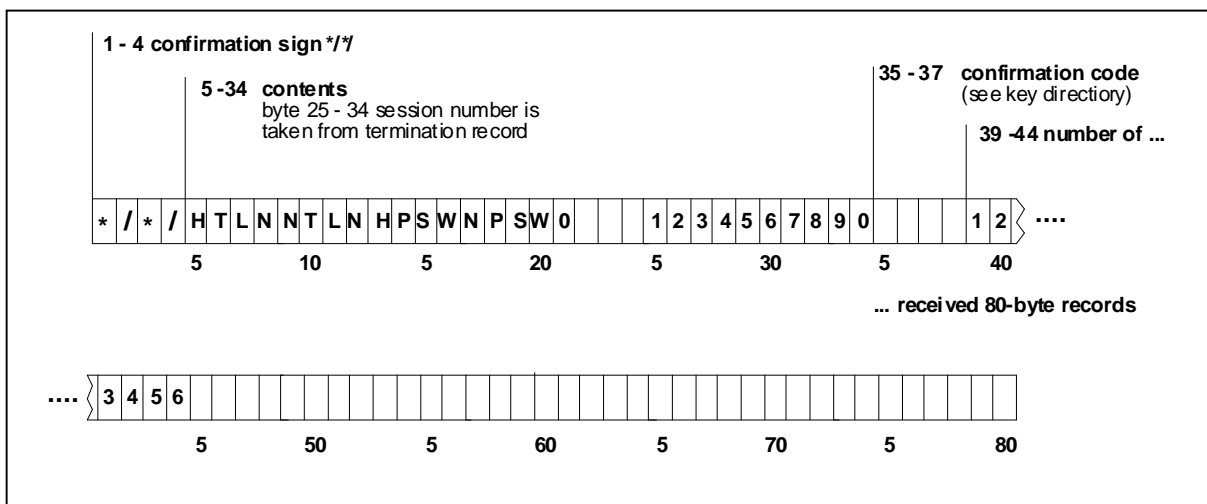 1 - 4 confirmation sign */*/
5 -34 contents
byte 25 - 34 session number is
taken from termination record
35 - 37 confirmation code
(see key directiory)
39 -44 number of ...
* / * / H T L N N T L N H P S W N P S W 0 1 2 3 4 5 6 7 8 9 0 1 2 ....
5 10 5 20 5 30 5 40
... received 80-byte records
.... 3 4 5 6
5 50 5 60 5 70 5 80